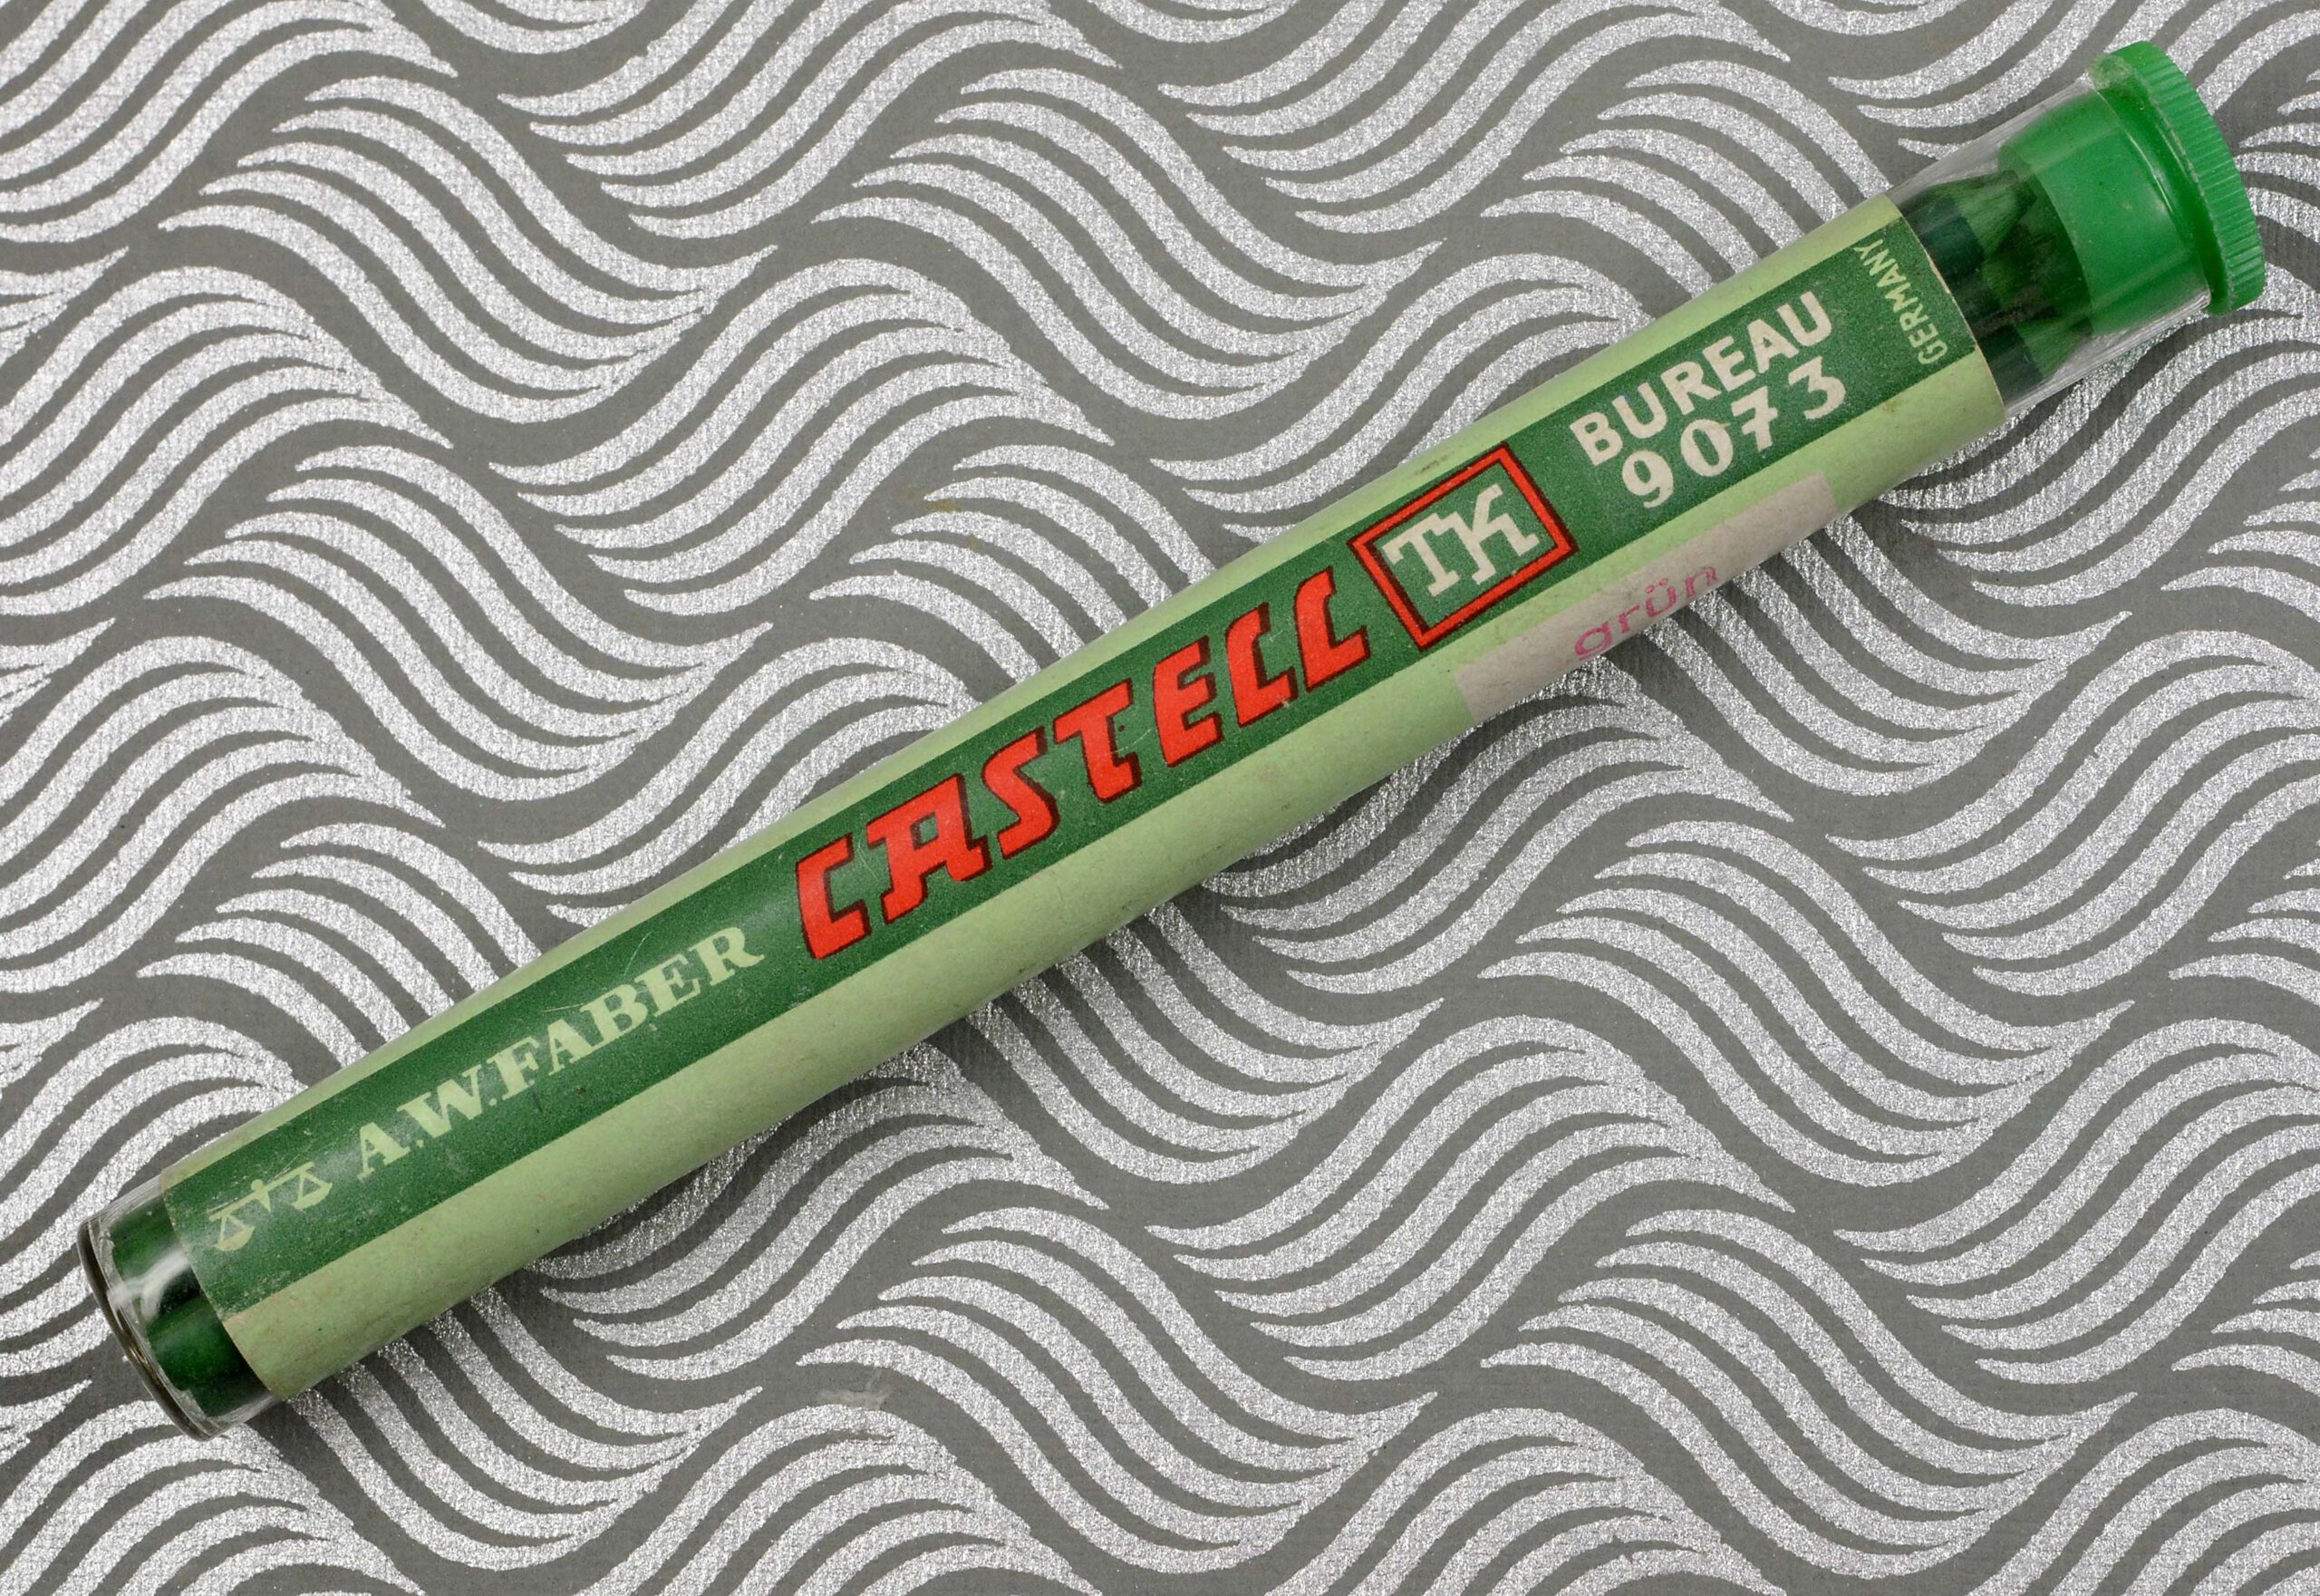 A.W.FABER CASTELL TK
BUREAU
9073
GERMANY
grün